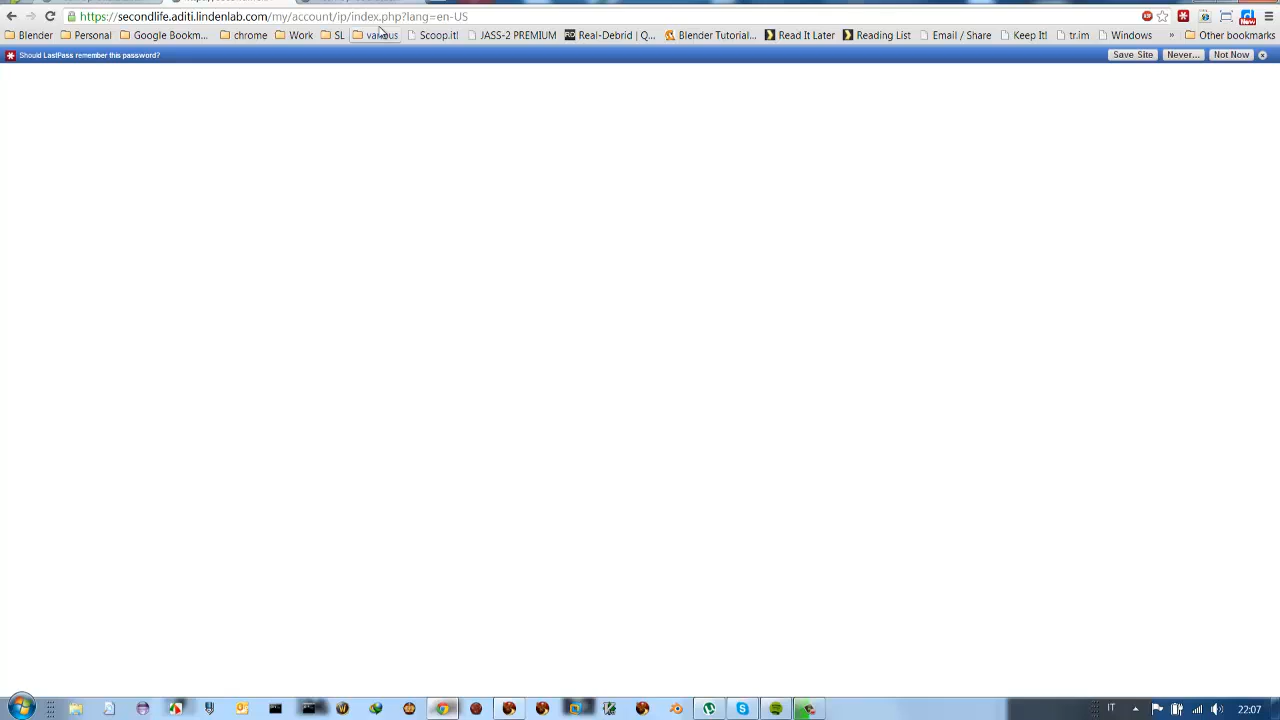 https://secondlife.aditi.lindenlab.com/my/account/ip/index.php?lang=en-US
Blender Personal Google Bookm... chrome Work SL Scoop.it! JASS-2 PREMIUM RD Real-Debrid | Q... Blender Tutorial... Read It Later Reading List Email / Share Keep It! tr.im Windows » Other bookmarks
Should LastPass remember this password? Save Site Never... Not Now
IT 22:07